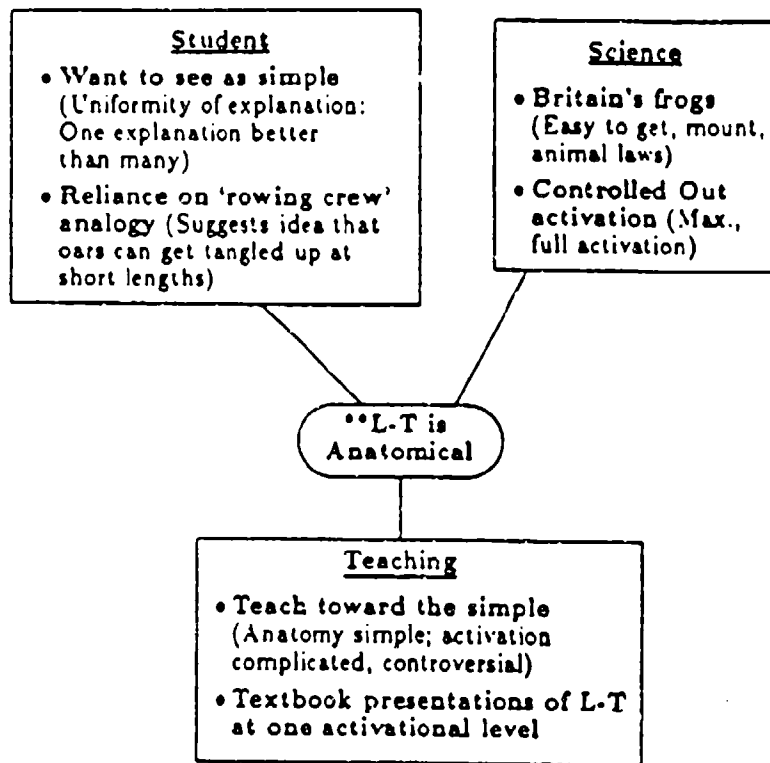 Student
• Want to see as simple
(Uniformity of explanation:
One explanation better
than many)
• Reliance on 'rowing crew'
analogy (Suggests idea that
oars can get tangled up at
short lengths)
Science
• Britain's frogs
(Easy to get, mount,
animal laws)
• Controlled Out
activation (Max.,
full activation)
**L-T is
Anatomical
Teaching
• Teach toward the simple
(Anatomy simple; activation
complicated, controversial)
• Textbook presentations of L-T
at one activational level